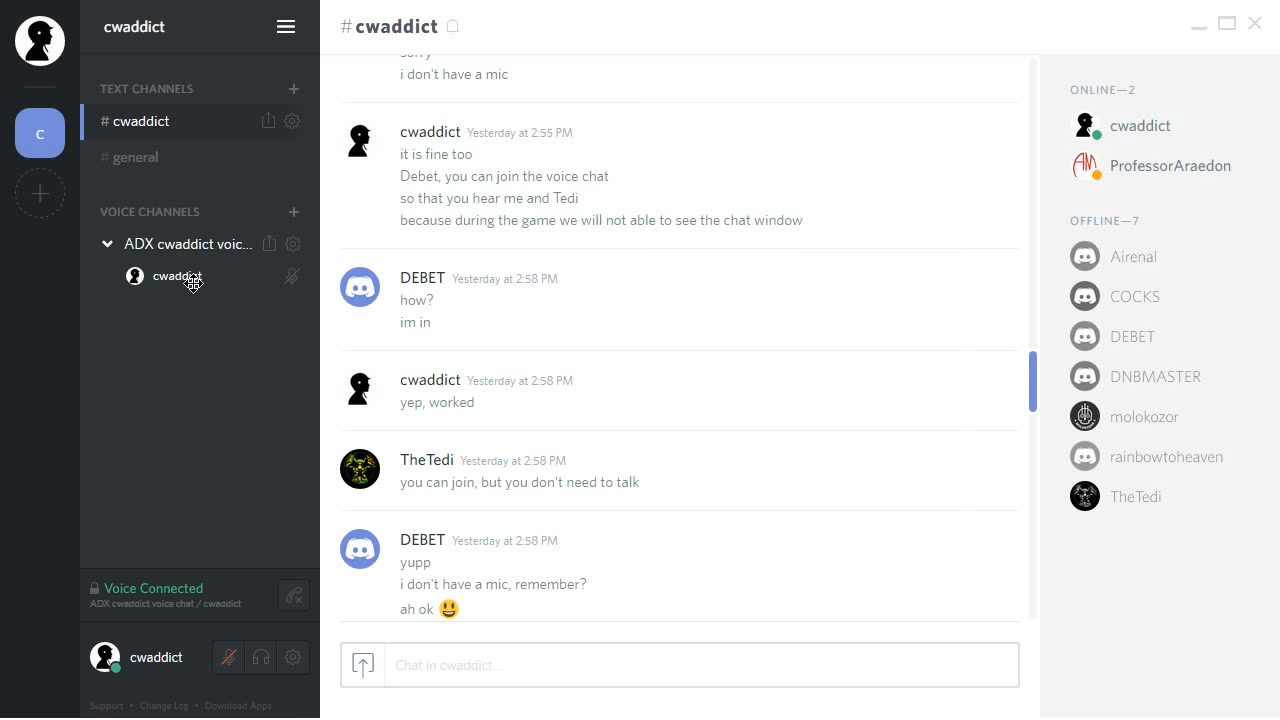 cwaddict
TEXT CHANNELS
# cwaddict
# general
VOICE CHANNELS
ADX cwaddict voic...
cwaddict
Voice Connected
ADX cwaddict voice chat / cwaddict
cwaddict
Support • Change Log • Download Apps
C
#cwaddict
sorry
i don't have a mic
cwaddict Yesterday at 2:55 PM
it is fine too
Debet, you can join the voice chat
so that you hear me and Tedi
because during the game we will not able to see the chat window
DEBET Yesterday at 2:58 PM
how?
im in
cwaddict Yesterday at 2:58 PM
yep, worked
TheTedi Yesterday at 2:58 PM
you can join, but you don't need to talk
DEBET Yesterday at 2:58 PM
yupp
i don't have a mic, remember?
ah ok
Chat in cwaddict...
ONLINE—2
cwaddict
AM
ProfessorAraedon
OFFLINE—7
Airenal
COCKS
DEBET
DNBMASTER
molokozor
rainbowtoheaven
TheTedi